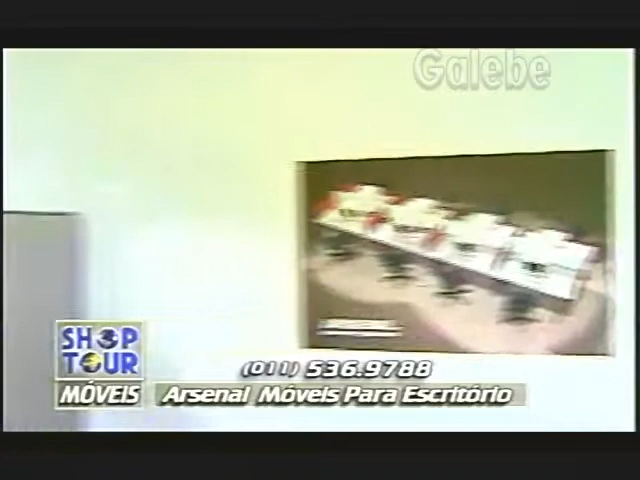 Galebe
SHOP
TOUR
(011) 536.9788
MÓVEIS
Arsenal Móveis Para Escritório